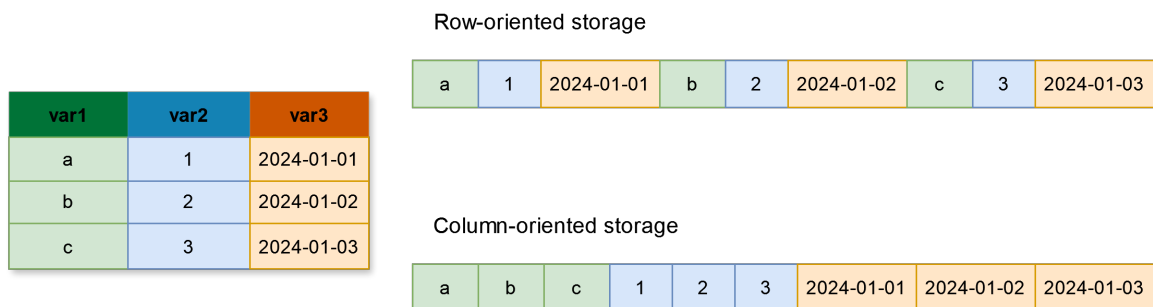 Row-oriented storage
a 1 2024-01-01 b 2 2024-01-02 c 3 2024-01-03
var1 var2 var3
a 1 2024-01-01
b 2 2024-01-02
c 3 2024-01-03
Column-oriented storage
a b c 1 2 3 2024-01-01 2024-01-02 2024-01-03